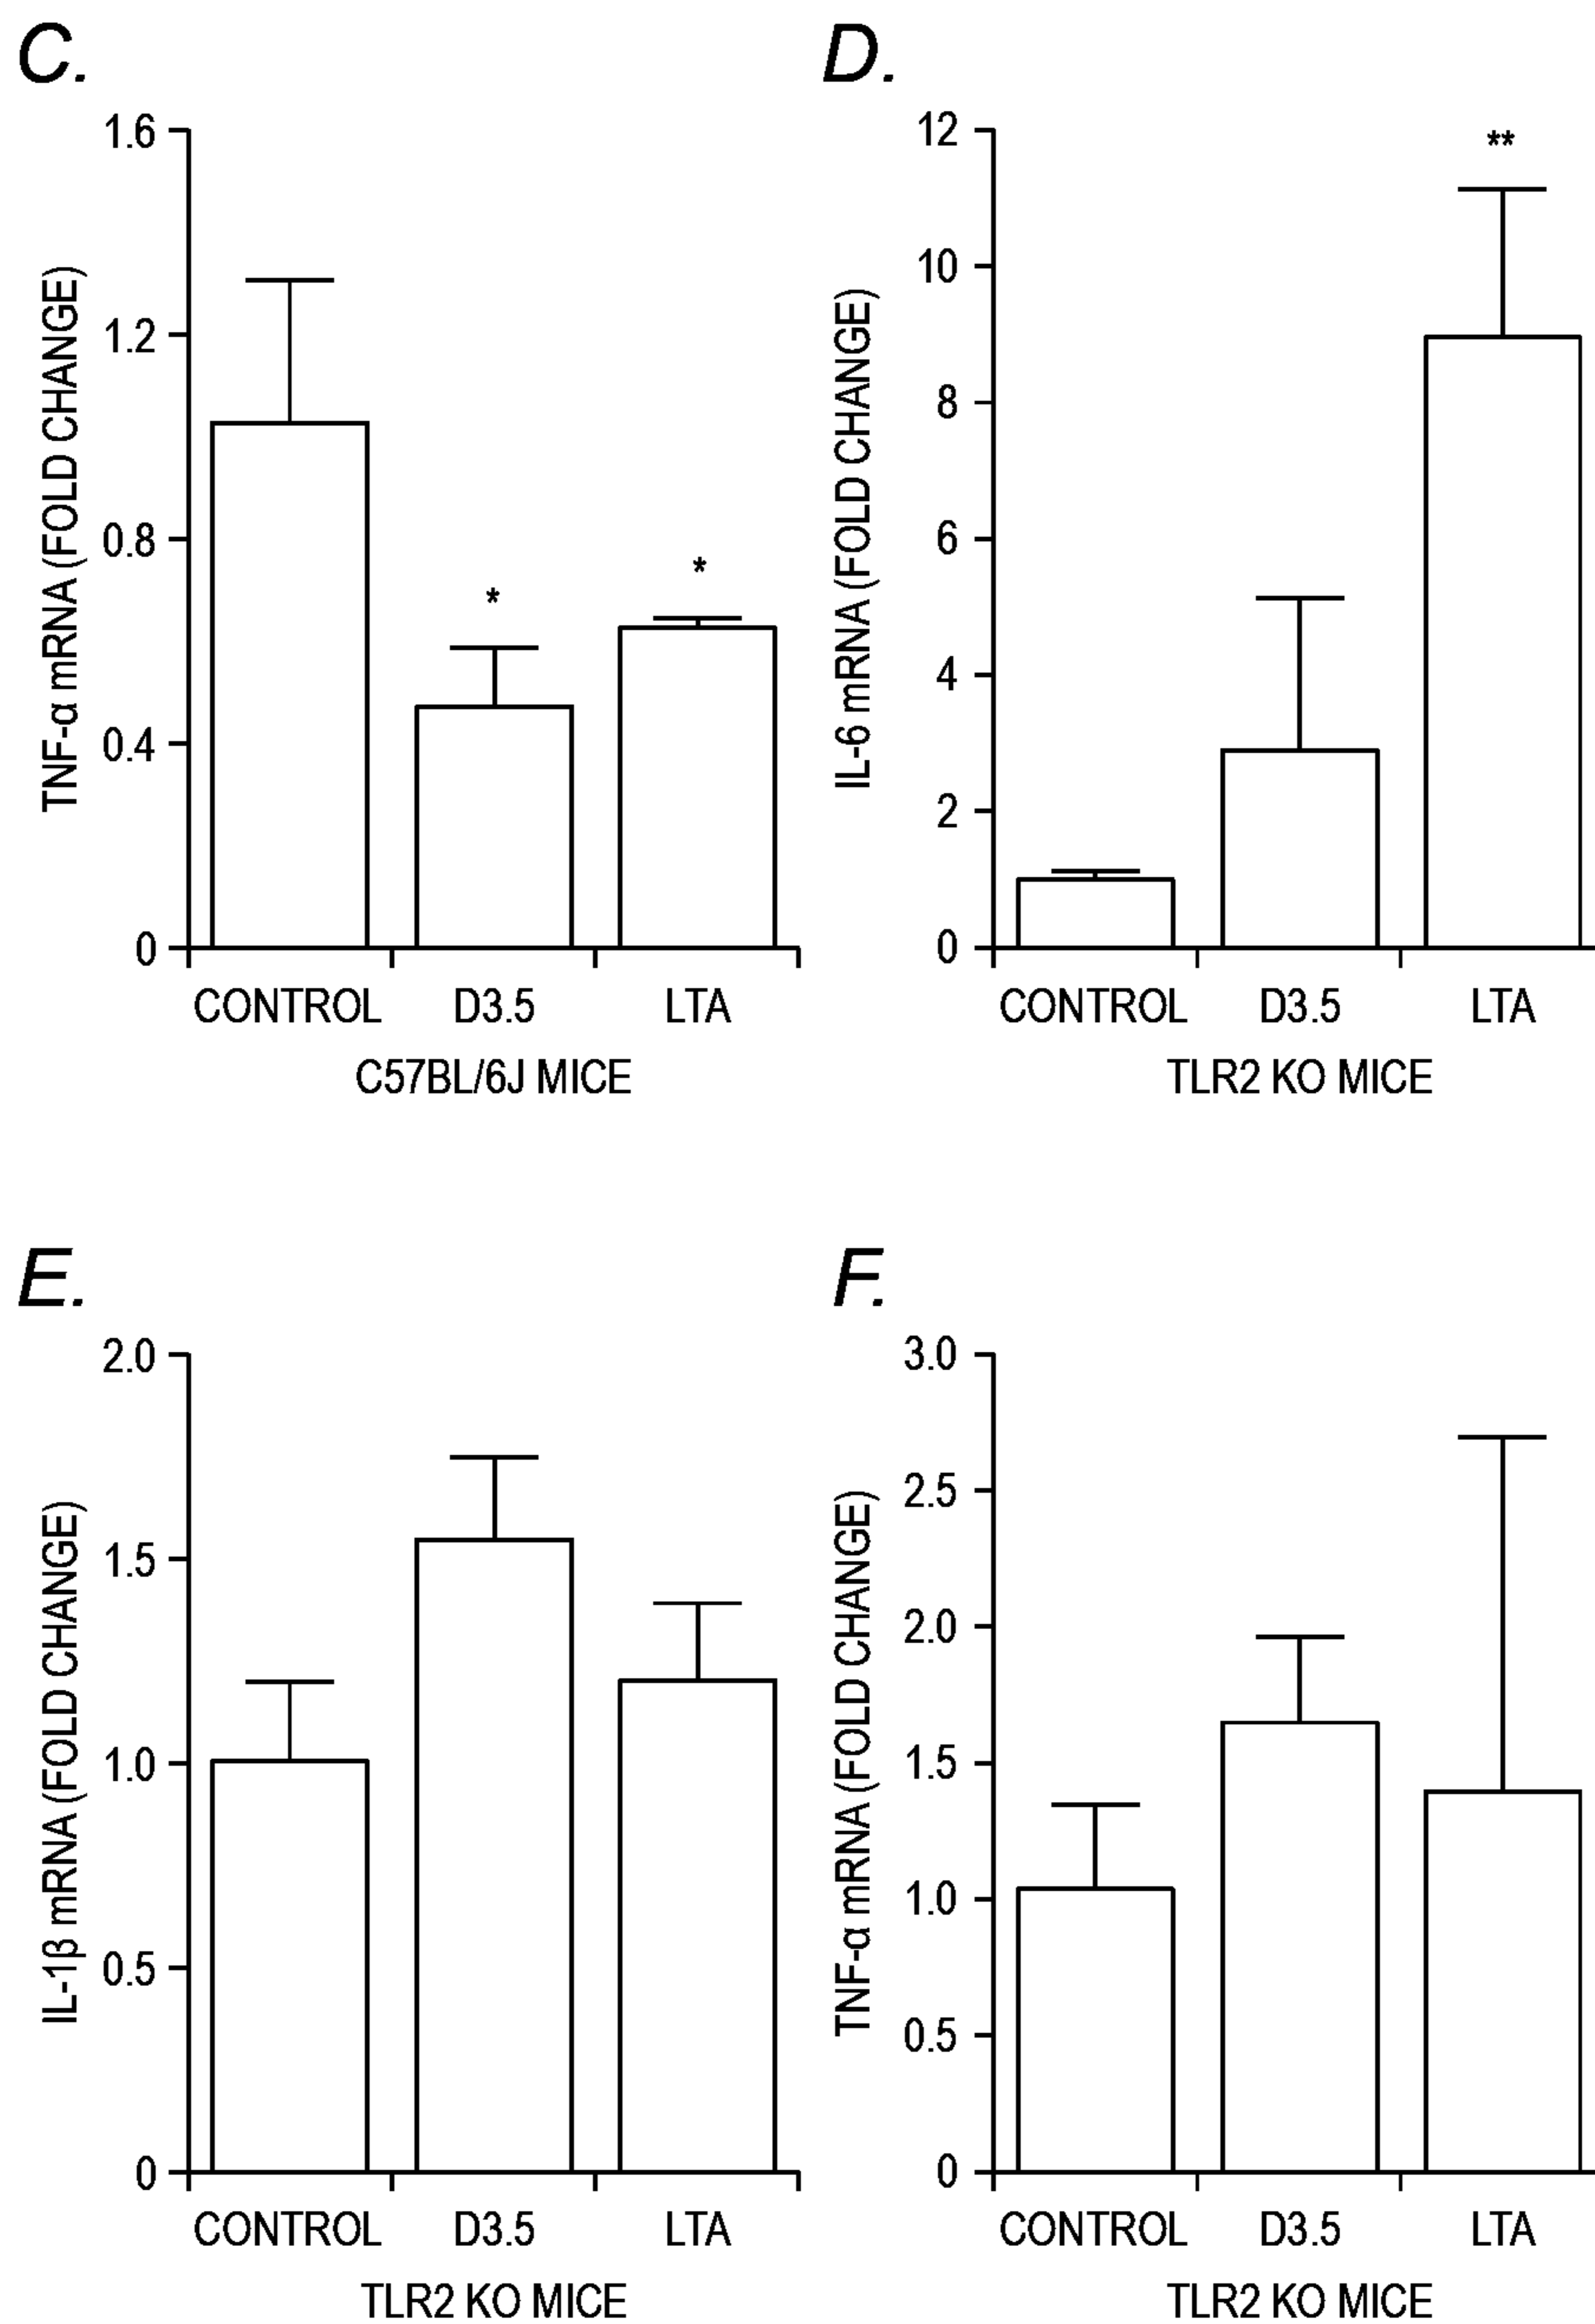 C.
TNF-α mRNA (FOLD CHANGE)
1.6
1.2
0.8
0.4
0
*
*
CONTROL D3.5 LTA
C57BL/6J MICE
D.
IL-6 mRNA (FOLD CHANGE)
12
10
8
6
4
2
0
**
CONTROL D3.5 LTA
TLR2 KO MICE
E.
IL-1β mRNA (FOLD CHANGE)
2.0
1.5
1.0
0.5
0
CONTROL D3.5 LTA
TLR2 KO MICE
F.
TNF-α mRNA (FOLD CHANGE)
3.0
2.5
2.0
1.5
1.0
0.5
0
CONTROL D3.5 LTA
TLR2 KO MICE